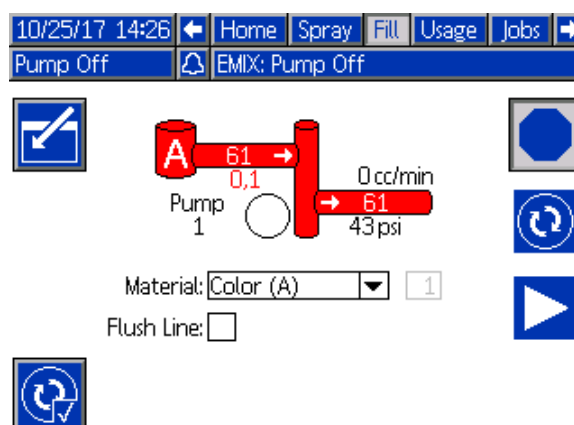 10/25/17 14:26 Home Spray Fill Usage Jobs
Pump Off EMIX: Pump Off
A
61
0,1
0 cc/min
Pump
1
61
43 psi
Material: Color (A) 1
Flush Line: